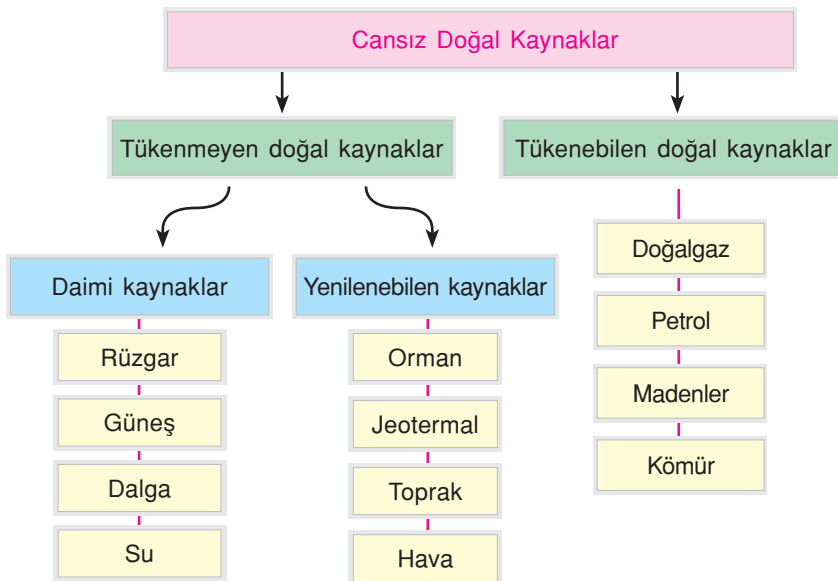 Cansız Doğal Kaynaklar
Tükenmeyen doğal kaynaklar
Tükenebilen doğal kaynaklar
Daimi kaynaklar
Rüzgar
Güneş
Dalga
Su
Yenilenebilen kaynaklar
Orman
Jeotermal
Toprak
Hava
Doğalgaz
Petrol
Madenler
Kömür